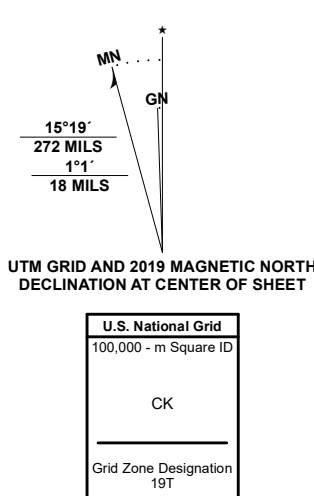 ★
MN
GN
15°19´
272 MILS
1°1´
18 MILS
UTM GRID AND 2019 MAGNETIC NORTH
DECLINATION AT CENTER OF SHEET
U.S. National Grid
100,000 - m Square ID
CK
Grid Zone Designation
19T